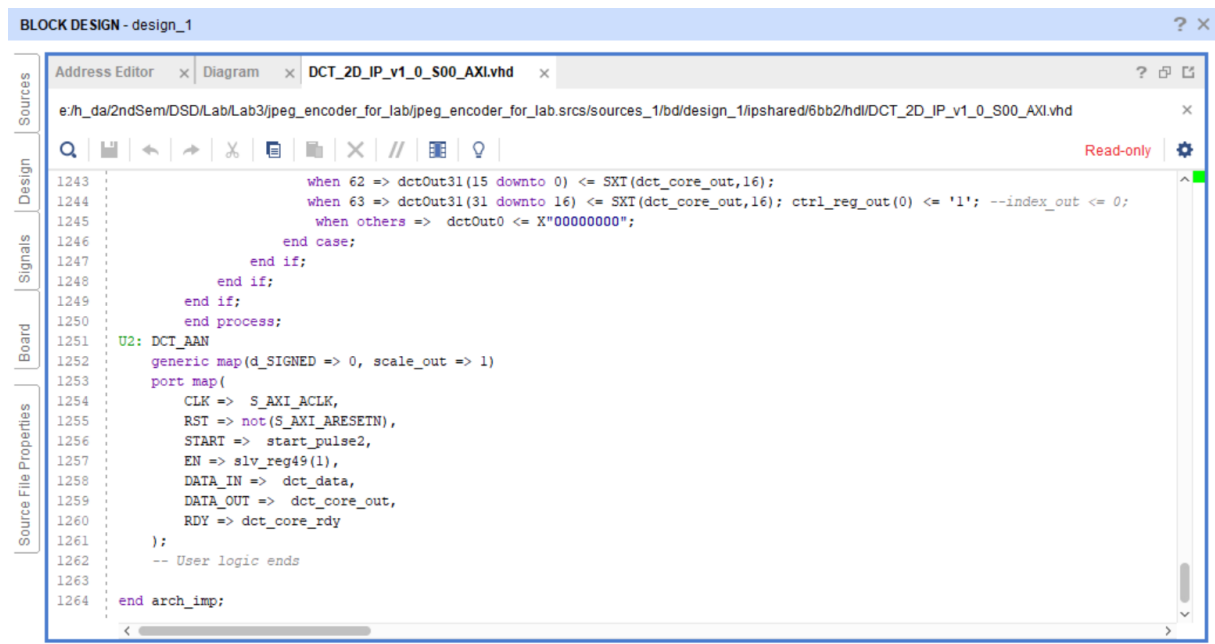 BLOCK DESIGN - design_1
Sources
Design
Signals
Board
Source File Properties
Address Editor
Diagram
DCT_2D_IP_v1_0_S00_AXI.vhd
e:/h_da/2ndSem/DSD/Lab/Lab3/jpeg_encoder_for_lab/jpeg_encoder_for_lab.srcs/sources_1/bd/design_1/ipshared/6bb2/hdl/DCT_2D_IP_v1_0_S00_AXI.vhd
Read-only
1243 when 62 => dctOut31(15 downto 0) <= SXT(dct_core_out,16);
1244 when 63 => dctOut31(31 downto 16) <= SXT(dct_core_out,16); ctrl_reg_out(0) <= '1'; --index_out <= 0;
1245 when others => dctOut0 <= X"00000000";
1246 end case;
1247 end if;
1248 end if;
1249 end if;
1250 end process;
1251 U2: DCT_AAN
1252 generic map(d_SIGNED => 0, scale_out => 1)
1253 port map(
1254 CLK => S_AXI_ACLK,
1255 RST => not(S_AXI_ARESETN),
1256 START => start_pulse2,
1257 EN => slv_reg49(1),
1258 DATA_IN => dct_data,
1259 DATA_OUT => dct_core_out,
1260 RDY => dct_core_rdy
1261 );
1262 -- User logic ends
1263
1264 end arch_imp;